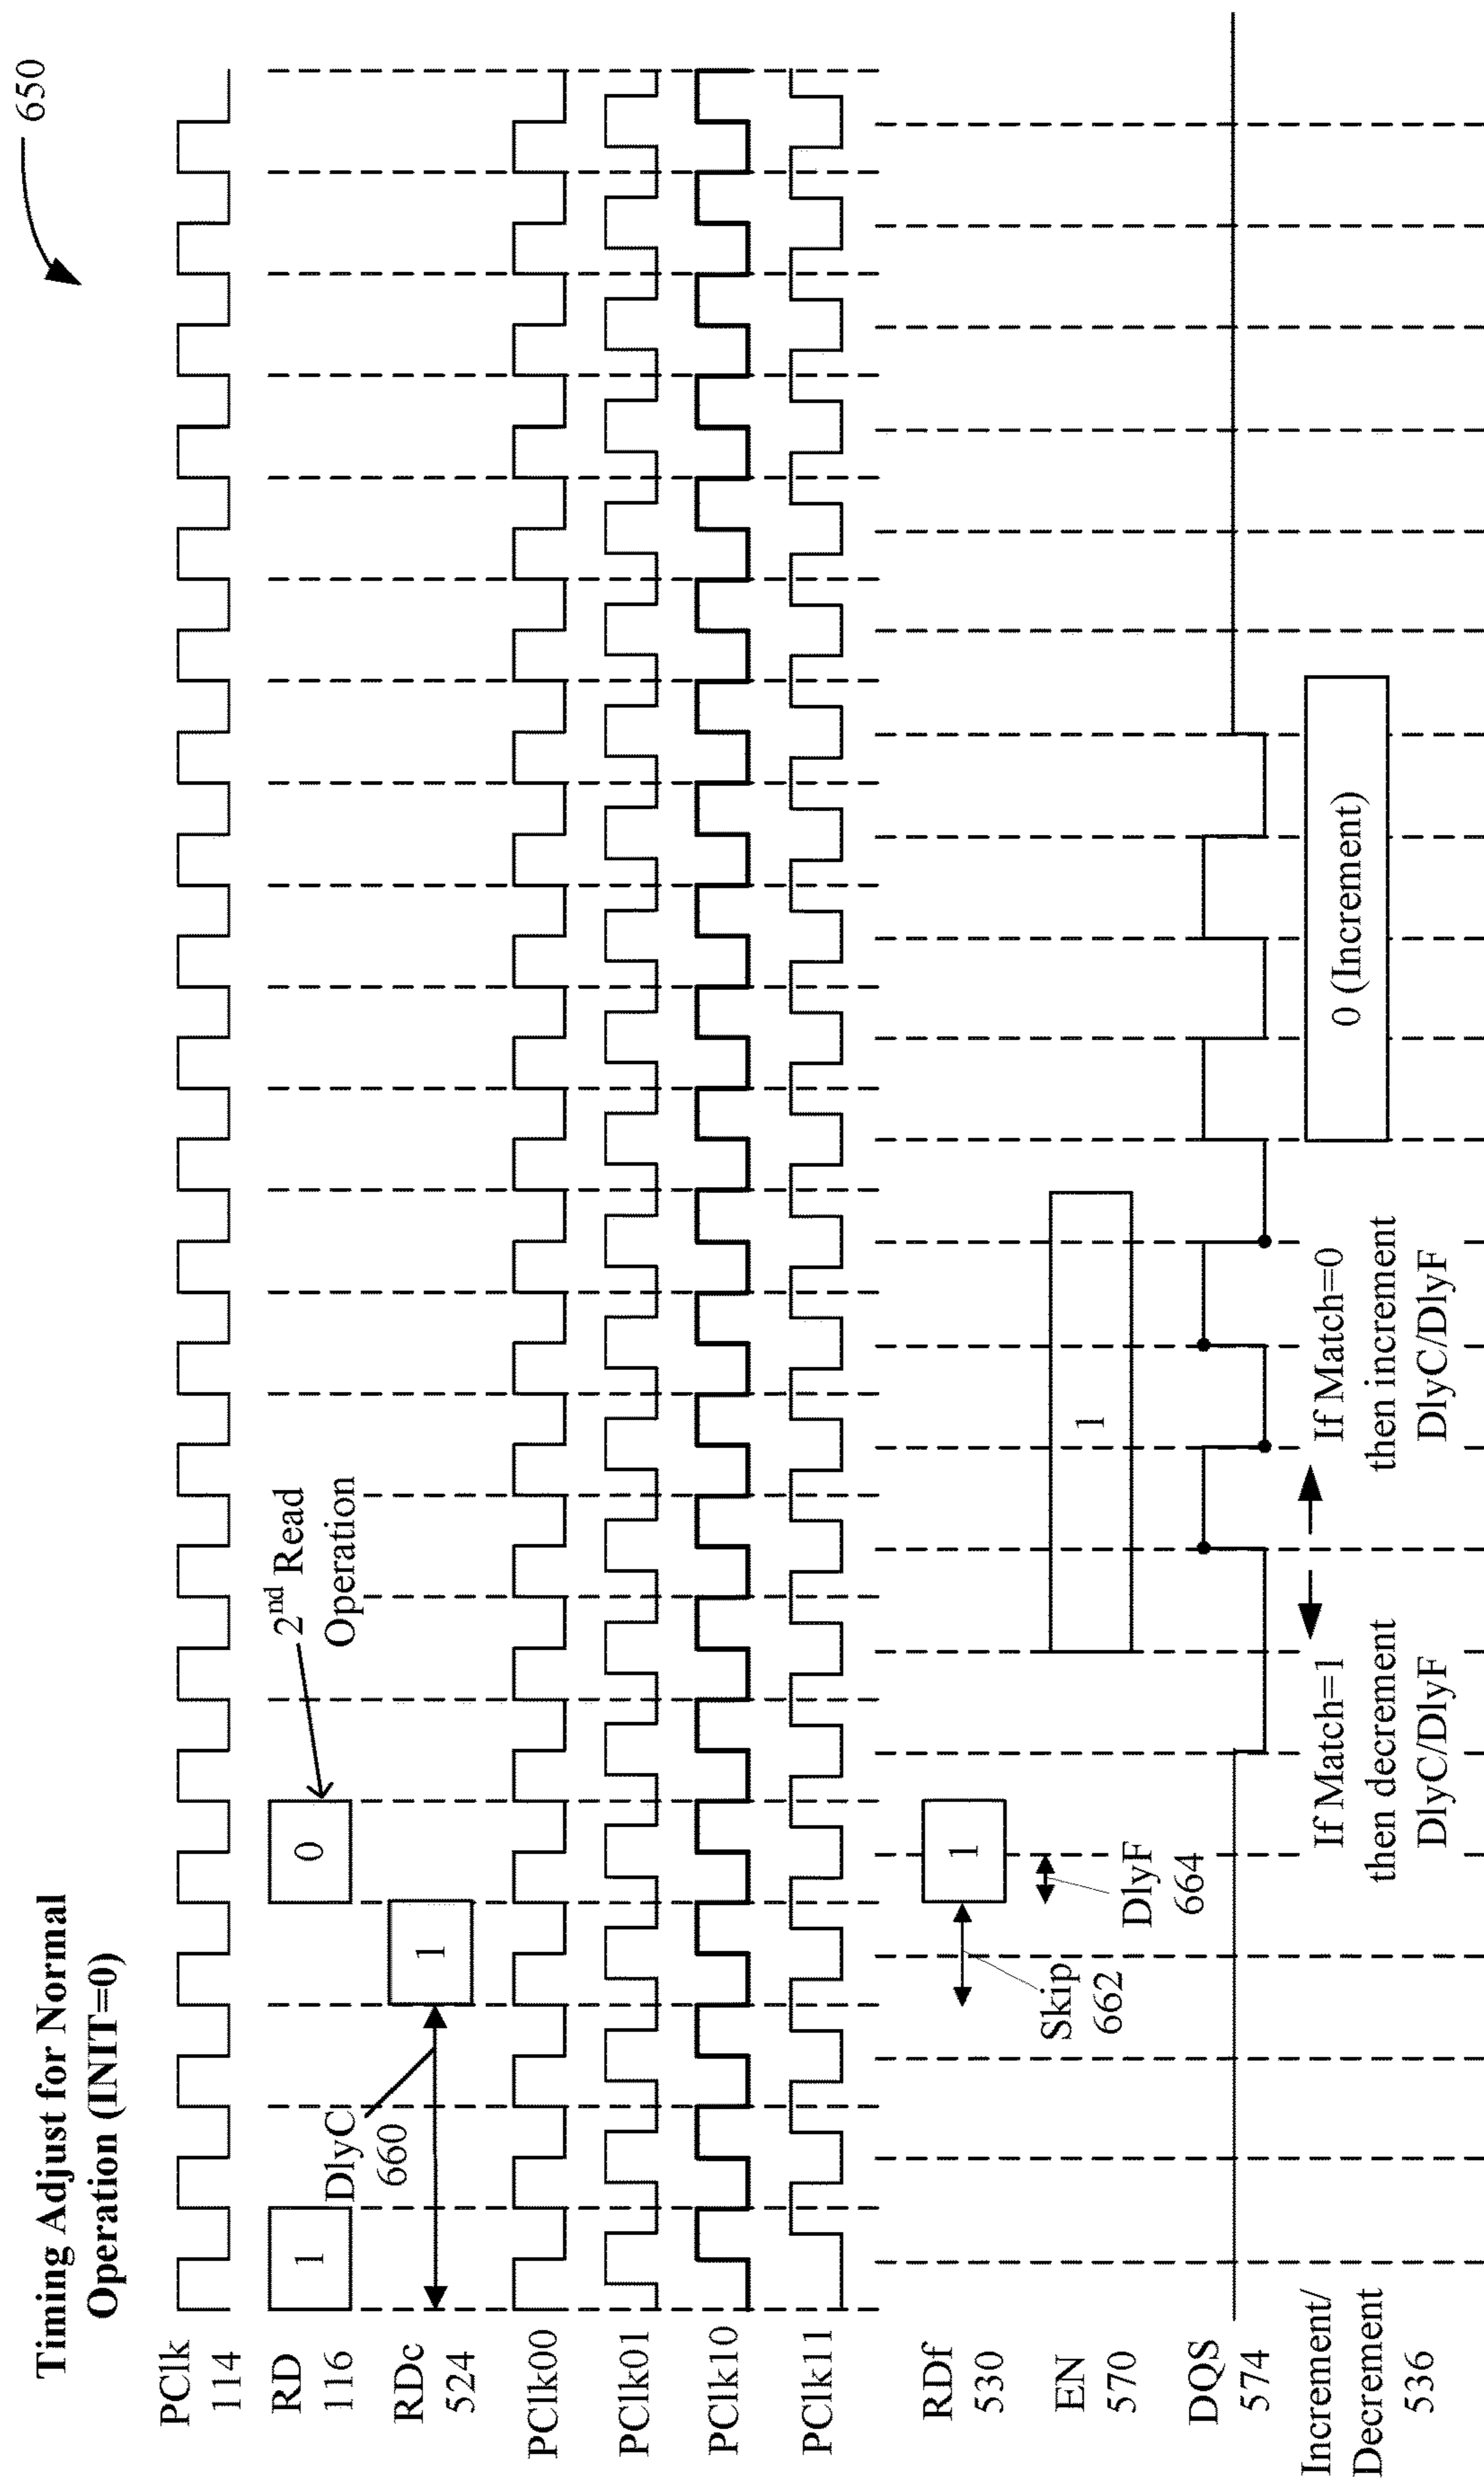 650
Timing Adjust for Normal
Operation (INIT=0)
PClk
114
RD
116
1
0
2nd Read
Operation
RDc
524
DlyC
660
1
PClk00
PClk01
PClk10
PClk11
RDf
530
1
Skip
662
DlyF
664
EN
570
1
DQS
574
Increment/
Decrement
536
If Match=1
then decrement
DlyC/DlyF
If Match=0
then increment
DlyC/DlyF
0 (Increment)